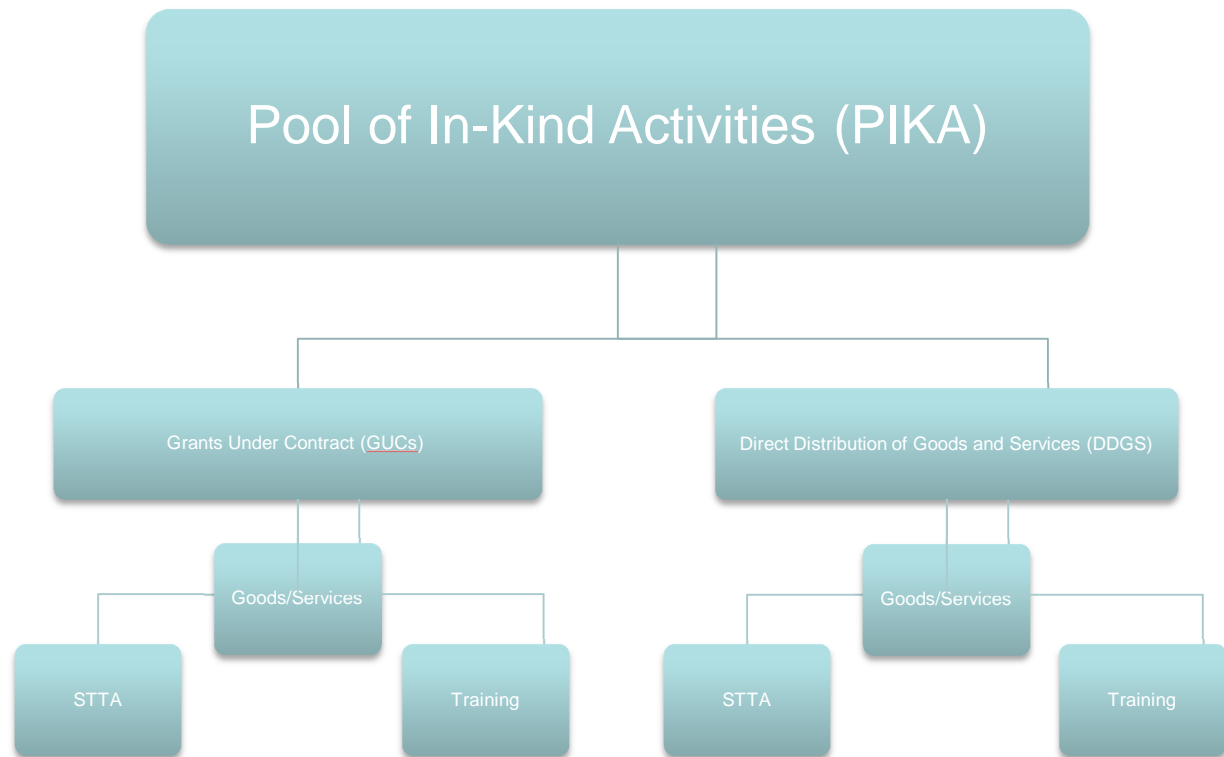 Pool of In-Kind Activities (PIKA)
Grants Under Contract (GUCs)
Direct Distribution of Goods and Services (DDGS)
Goods/Services
Goods/Services
STTA
Training
STTA
Training